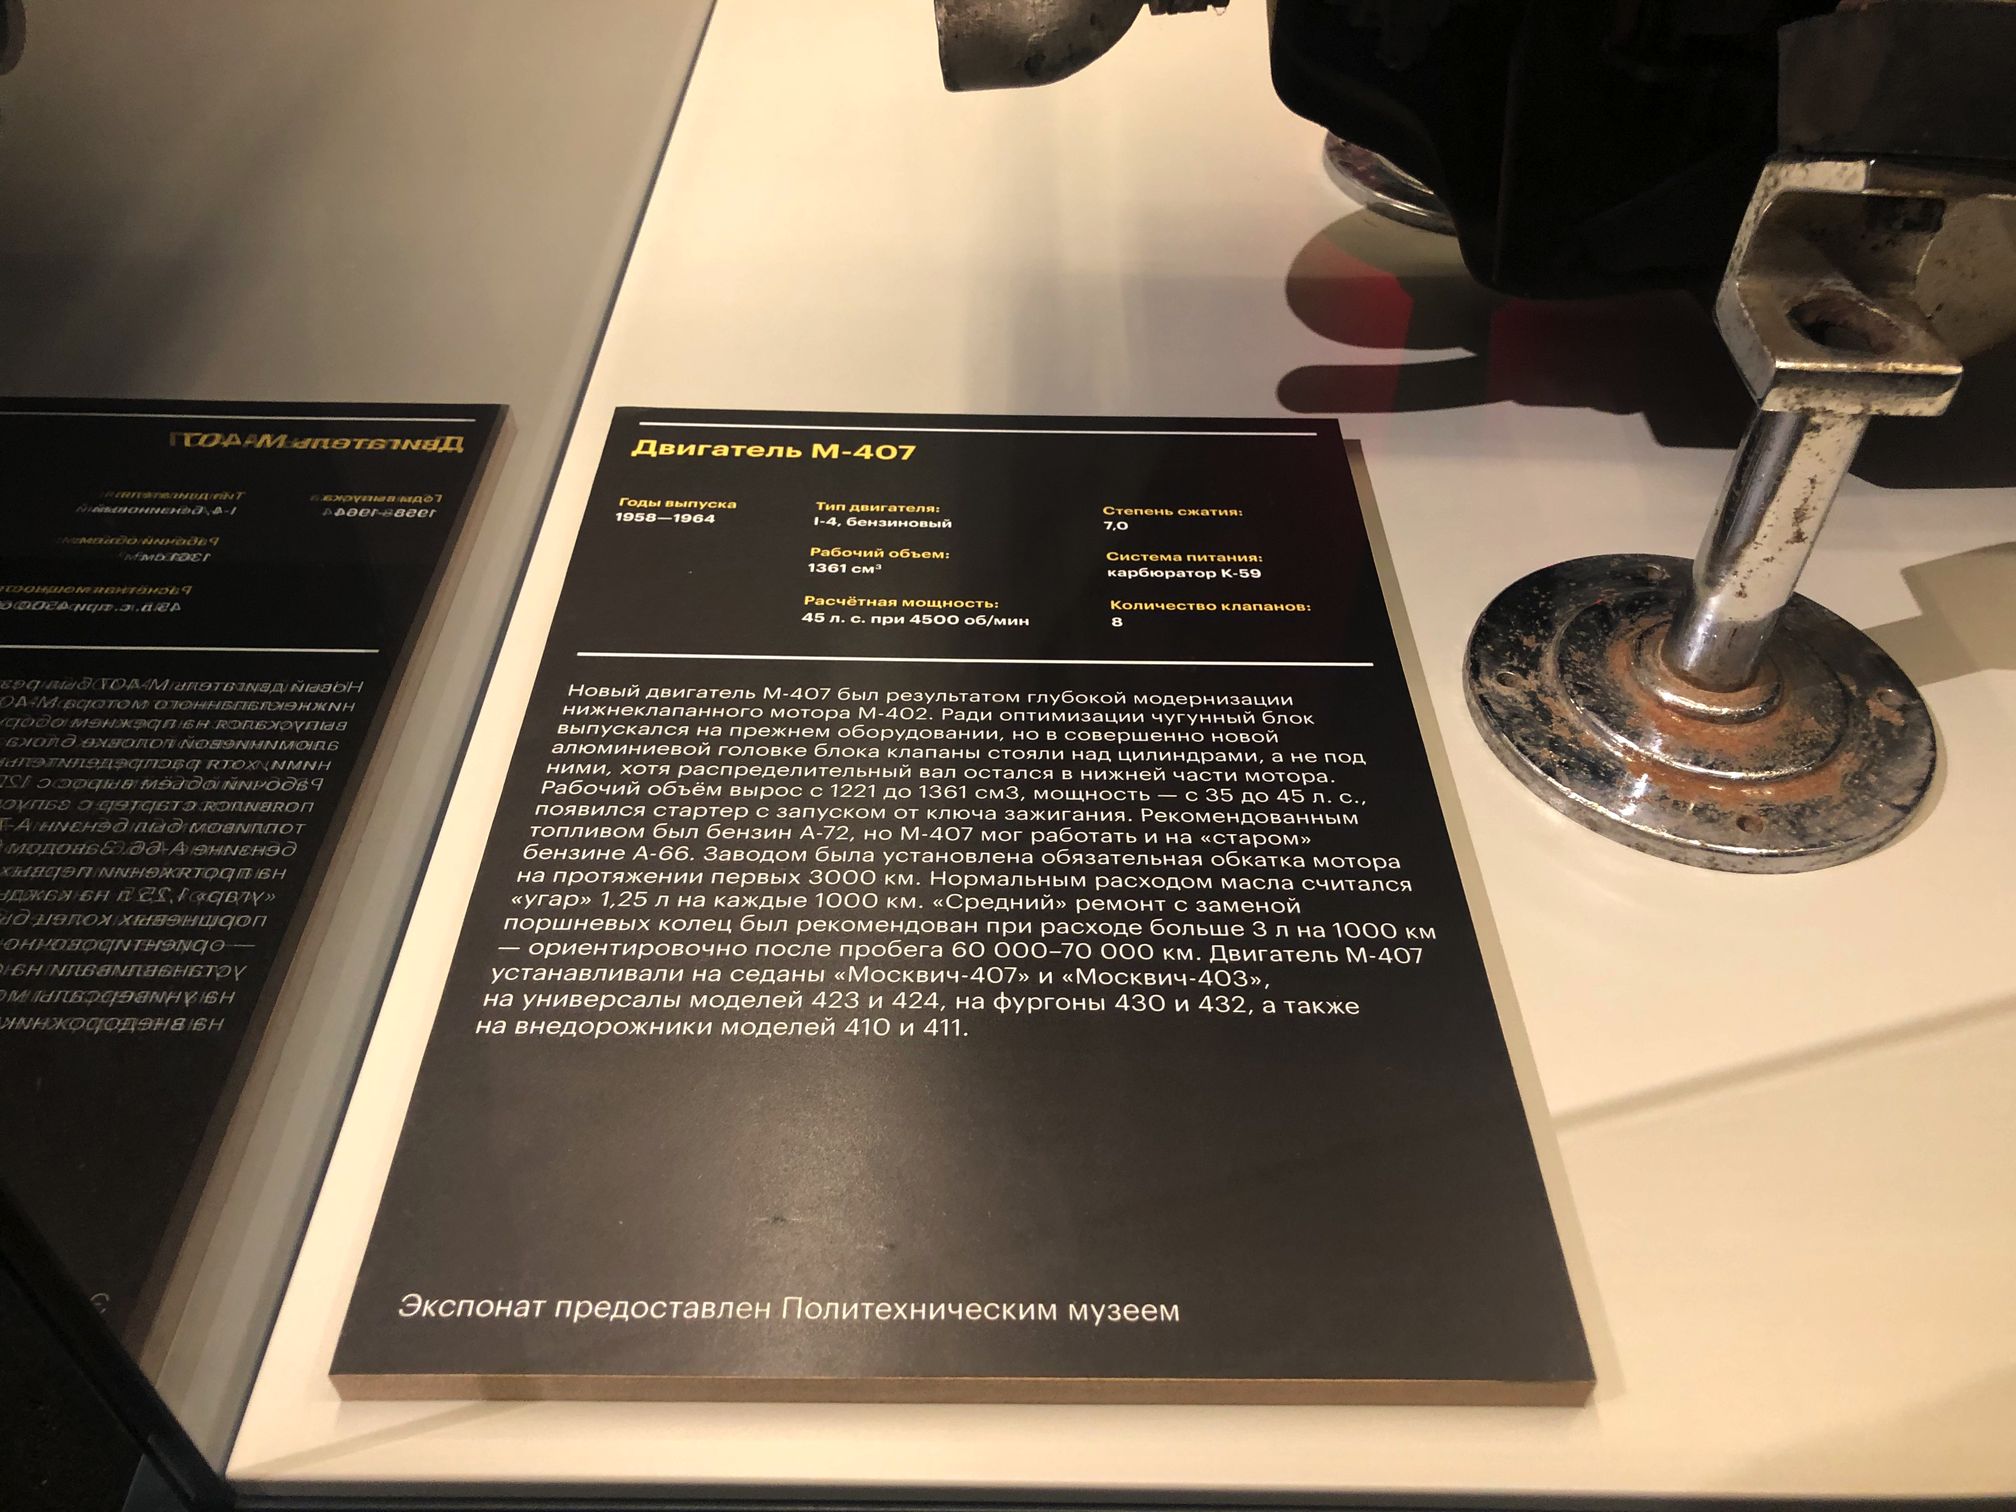 Двигатель М-407
Годы выпуска
1958—1964
Тип двигателя:
I-4, бензиновый
Рабочий объем:
1361 см³
Расчётная мощность:
45 л. с. при 4500 об/мин
Степень сжатия:
7,0
Система питания:
карбюратор К-59
Количество клапанов:
8
Новый двигатель М-407 был результатом глубокой модернизации
нижнеклапанного мотора М-402. Ради оптимизации чугунный блок
выпускался на прежнем оборудовании, но в совершенно новой
алюминиевой головке блока клапаны стояли над цилиндрами, а не под
ними, хотя распределительный вал остался в нижней части мотора.
Рабочий объём вырос с 1221 до 1361 см3, мощность — с 35 до 45 л. с.,
появился стартер с запуском от ключа зажигания. Рекомендованным
топливом был бензин А-72, но М-407 мог работать и на «старом»
бензине А-66. Заводом была установлена обязательная обкатка мотора
на протяжении первых 3000 км. Нормальным расходом масла считался
«угар» 1,25 л на каждые 1000 км. «Средний» ремонт с заменой
поршневых колец был рекомендован при расходе больше 3 л на 1000 км
— ориентировочно после пробега 60 000–70 000 км. Двигатель М-407
устанавливали на седаны «Москвич-407» и «Москвич-403»,
на универсалы моделей 423 и 424, на фургоны 430 и 432, а также
на внедорожники моделей 410 и 411.
Экспонат предоставлен Политехническим музеем